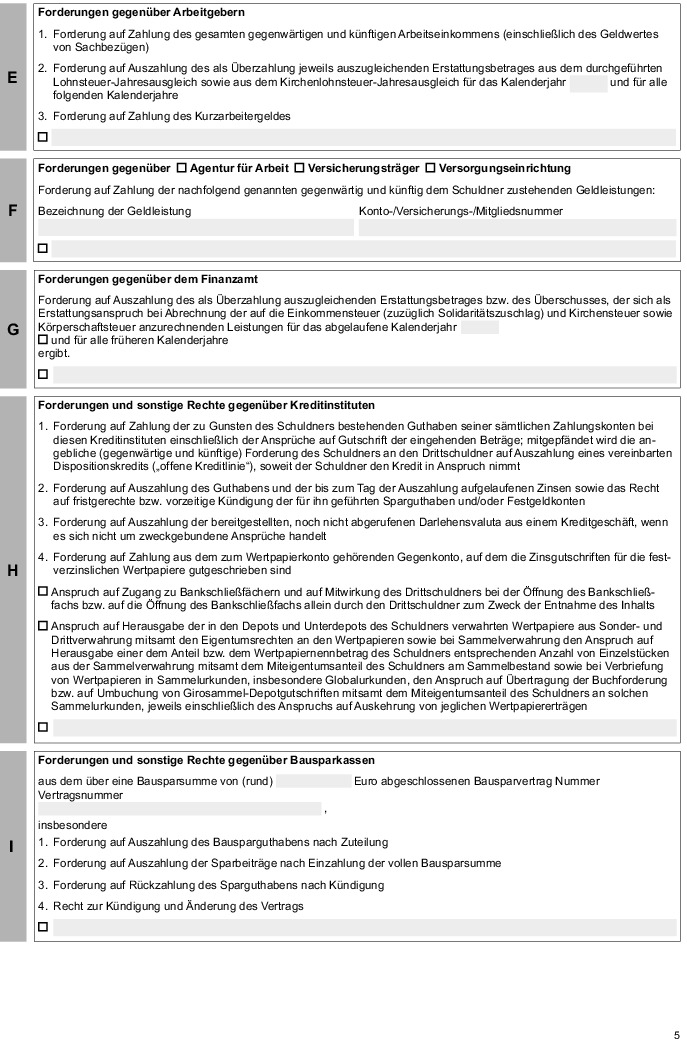 Forderungen gegenüber Arbeitgebern
1. Forderung auf Zahlung des gesamten gegenwärtigen und künftigen Arbeitseinkommens (einschließlich des Geldwertes
von Sachbezügen)
2. Forderung auf Auszahlung des als Überzahlung jeweils auszugleichenden Erstattungsbetrages aus dem durchgeführten
Lohnsteuer-Jahresausgleich sowie aus dem Kirchenlohnsteuer-Jahresausgleich für das Kalenderjahr und für alle
folgenden Kalenderjahre
E
3. Forderung auf Zahlung des Kurzarbeitergeldes
Forderungen gegenüber ☐ Agentur für Arbeit ☐ Versicherungsträger ☐ Versorgungseinrichtung
Forderung auf Zahlung der nachfolgend genannten gegenwärtig und künftig dem Schuldner zustehenden Geldleistungen:
F
Bezeichnung der Geldleistung Konto-/Versicherungs-/Mitgliedsnummer
Forderungen gegenüber dem Finanzamt
Forderung auf Auszahlung des als Überzahlung auszugleichenden Erstattungsbetrages bzw. des Überschusses, der sich als
Erstattungsanspruch bei Abrechnung der auf die Einkommensteuer (zuzüglich Solidaritätszuschlag) und Kirchensteuer sowie
Körperschaftsteuer anzurechnenden Leistungen für das abgelaufene Kalenderjahr
G
☐ und für alle früheren Kalenderjahre
ergibt.
Forderungen und sonstige Rechte gegenüber Kreditinstituten
1. Forderung auf Zahlung der zu Gunsten des Schuldners bestehenden Guthaben seiner sämtlichen Zahlungskonten bei
diesen Kreditinstituten einschließlich der Ansprüche auf Gutschrift der eingehenden Beträge; mitgepfändet wird die an-
gebliche (gegenwärtige und künftige) Forderung des Schuldners an den Drittschuldner auf Auszahlung eines vereinbarten
Dispositionskredits („offene Kreditlinie“), soweit der Schuldner den Kredit in Anspruch nimmt
2. Forderung auf Auszahlung des Guthabens und der bis zum Tag der Auszahlung aufgelaufenen Zinsen sowie das Recht
auf fristgerechte bzw. vorzeitige Kündigung der für ihn geführten Sparguthaben und/oder Festgeldkonten
3. Forderung auf Auszahlung der bereitgestellten, noch nicht abgerufenen Darlehensvaluta aus einem Kreditgeschäft, wenn
es sich nicht um zweckgebundene Ansprüche handelt
4. Forderung auf Zahlung aus dem zum Wertpapierkonto gehörenden Gegenkonto, auf dem die Zinsgutschriften für die fest-
verzinslichen Wertpapiere gutgeschrieben sind
H
☐ Anspruch auf Zugang zu Bankschließfächern und auf Mitwirkung des Drittschuldners bei der Öffnung des Bankschließ-
fachs bzw. auf die Öffnung des Bankschließfachs allein durch den Drittschuldner zum Zweck der Entnahme des Inhalts
☐ Anspruch auf Herausgabe der in den Depots und Unterdepots des Schuldners verwahrten Wertpapiere aus Sonder- und
Drittverwahrung mitsamt den Eigentumsrechten an den Wertpapieren sowie bei Sammelverwahrung den Anspruch auf
Herausgabe einer dem Anteil bzw. dem Wertpapiernennbetrag des Schuldners entsprechenden Anzahl von Einzelstücken
aus der Sammelverwahrung mitsamt dem Miteigentumsanteil des Schuldners am Sammelbestand sowie bei Verbriefung
von Wertpapieren in Sammelurkunden, insbesondere Globalurkunden, den Anspruch auf Übertragung der Buchforderung
bzw. auf Umbuchung von Girosammel-Depotgutschriften mitsamt dem Miteigentumsanteil des Schuldners an solchen
Sammelurkunden, jeweils einschließlich des Anspruchs auf Auskehrung von jeglichen Wertpapiererträgen
Forderungen und sonstige Rechte gegenüber Bausparkassen
aus dem über eine Bausparsumme von (rund) Euro abgeschlossenen Bausparvertrag Nummer
Vertragsnummer
,
insbesondere
1. Forderung auf Auszahlung des Bausparguthabens nach Zuteilung
I
2. Forderung auf Auszahlung der Sparbeiträge nach Einzahlung der vollen Bausparsumme
3. Forderung auf Rückzahlung des Sparguthabens nach Kündigung
4. Recht zur Kündigung und Änderung des Vertrags
5